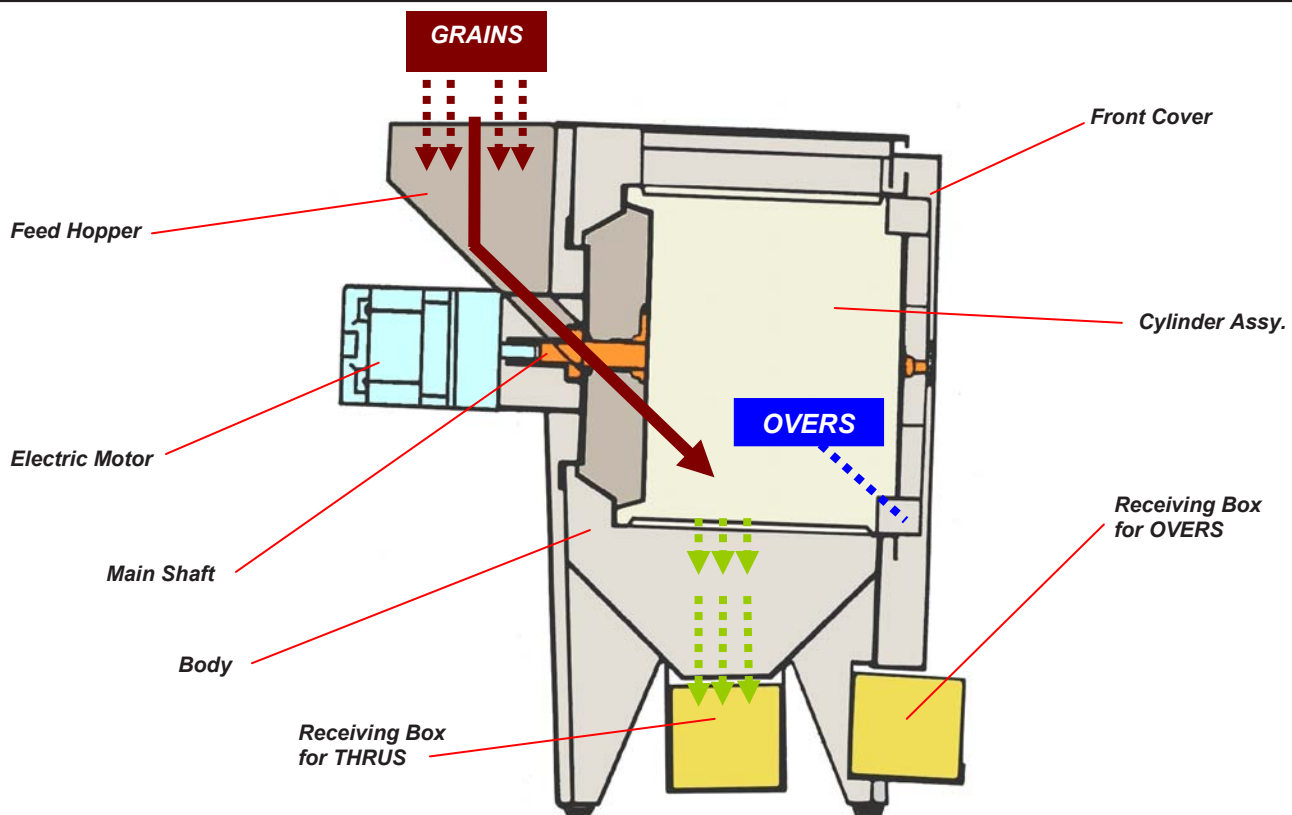 GRAINS
Front Cover
Feed Hopper
Cylinder Assy.
OVERS
Electric Motor
Receiving Box
for OVERS
Main Shaft
Body
Receiving Box
for THRUS